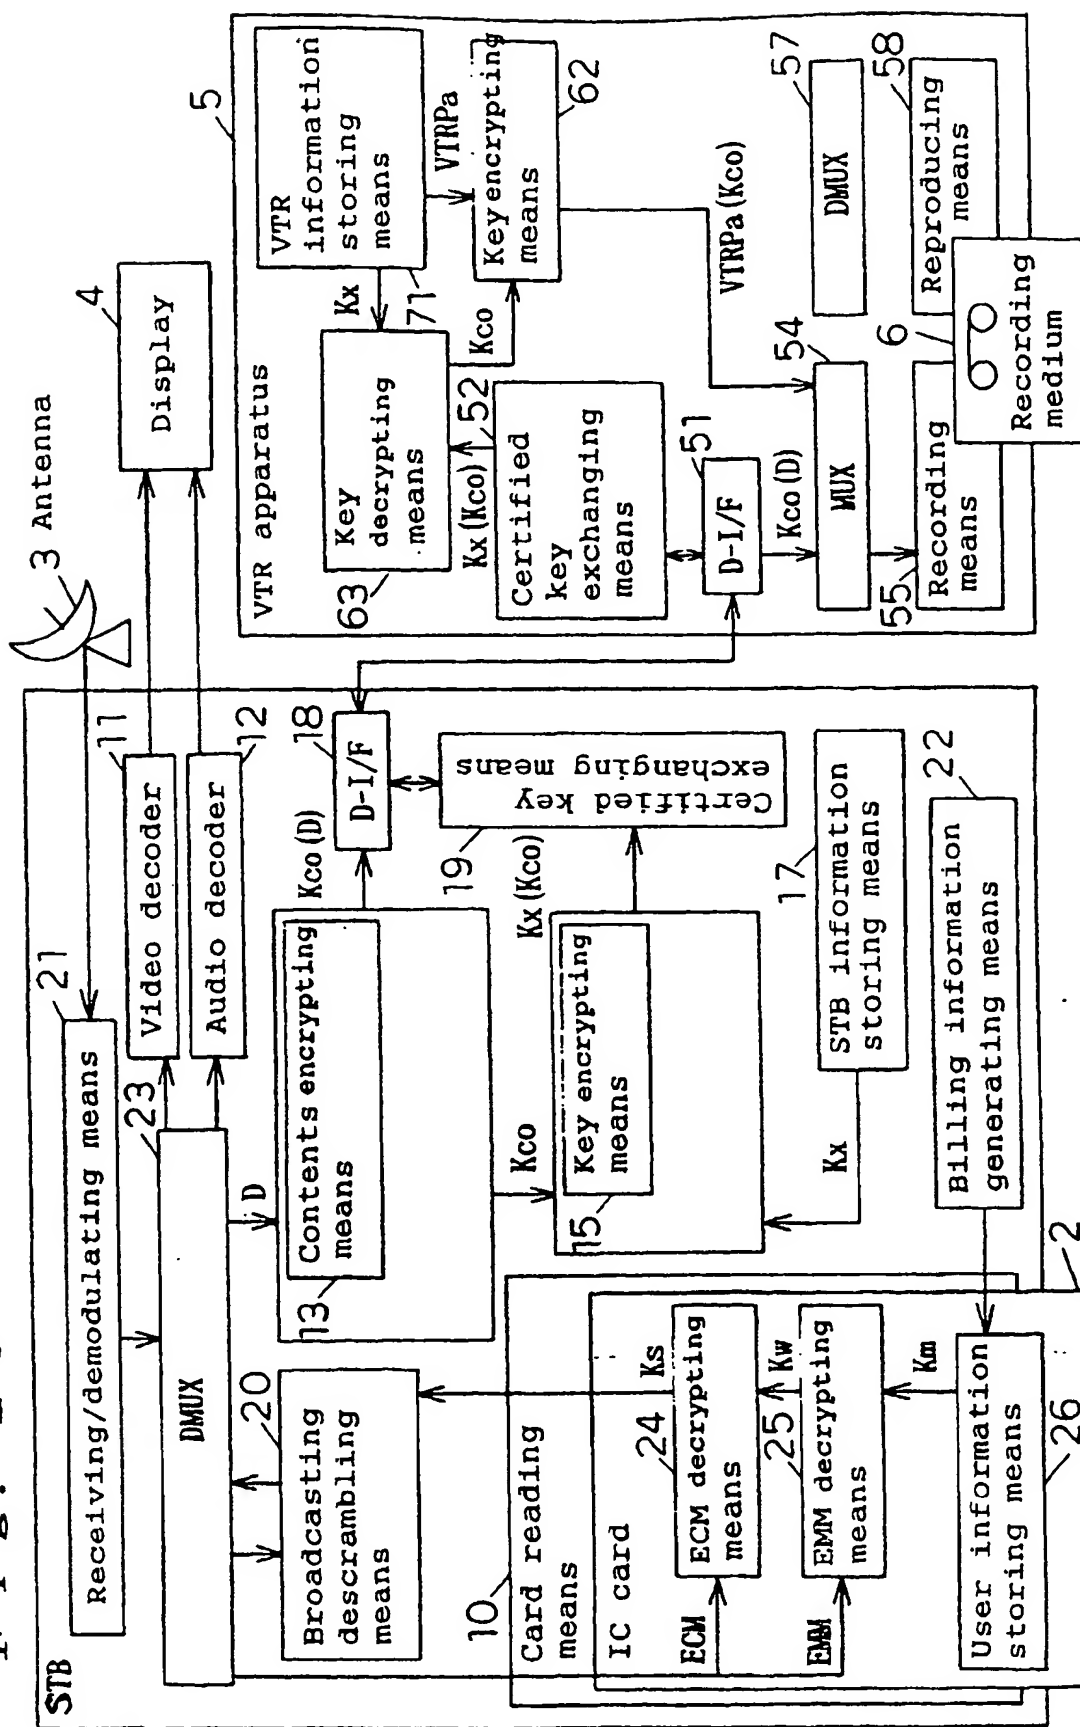 STB
Receiving/demodulating means
21
3 Antenna
DMUX
23
Video decoder
11
Audio decoder
12
4
Display
Broadcasting
descrambling
means
20
D
Contents encrypting
means
13
Kco(D)
18
D-I/F
Kco
Key encrypting
means
15
Kx(Kco)
19
Certified key
exchanging means
Kx
STB information
storing means
17
Billing information
generating means
22
10
Card reading
means
IC card
2
ECM
EMM
Ks
24
ECM decrypting
means
Kw
25
EMM decrypting
means
Km
User information
storing means
26
5
VTR apparatus
VTR
information
storing
means
71
Kx
VTRPa
Key
decrypting
means
63
Kco
Key encrypting
means
62
Kx(Kco)
52
Certified
key
exchanging
means
51
D-I/F
Kco(D)
VTRPa(Kco)
54
MUX
57
DMUX
55
Recording
means
58
Reproducing
means
6
Recording
medium